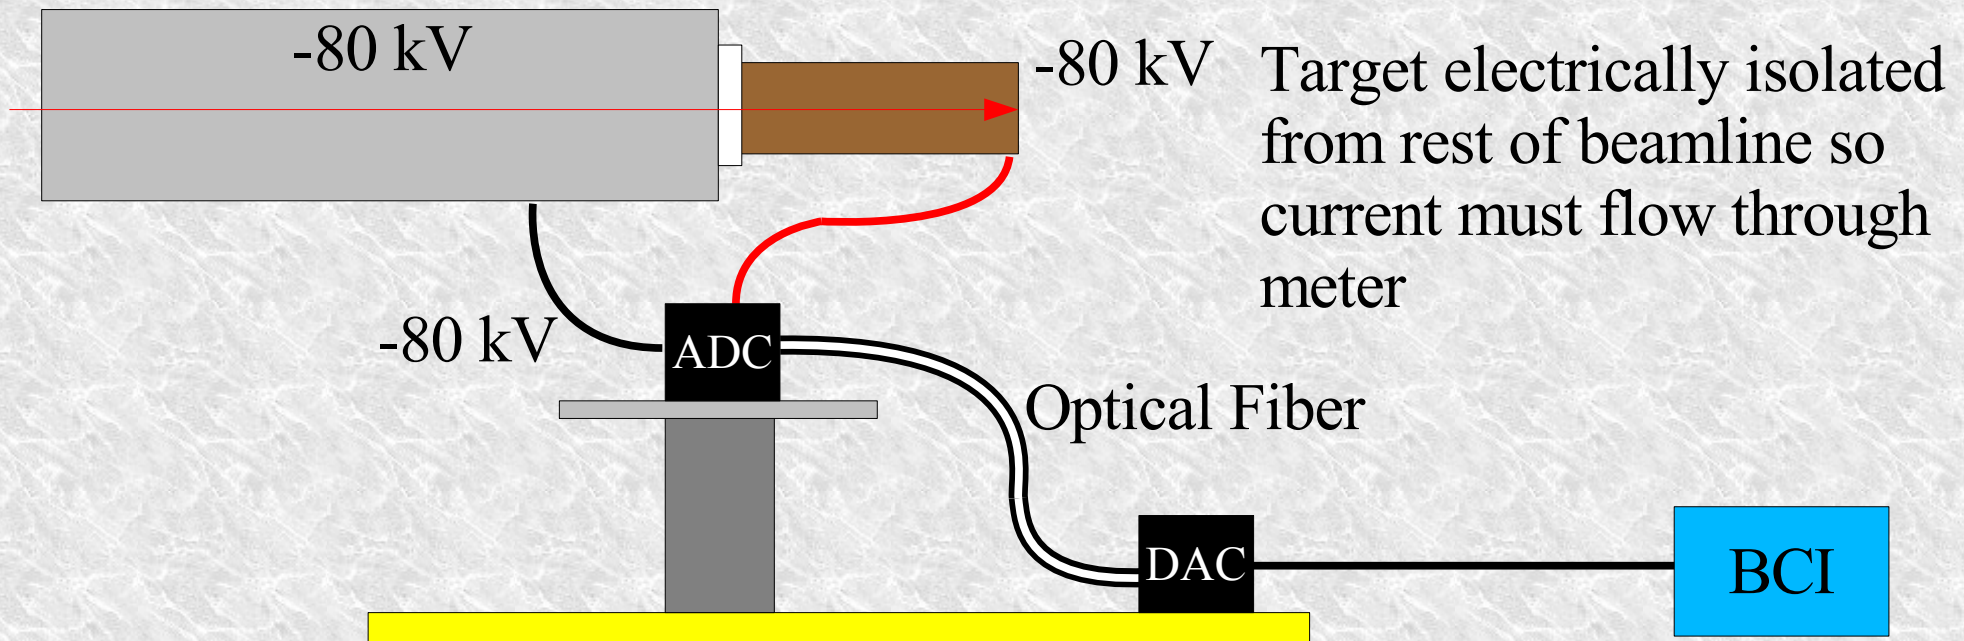 -80 kV
-80 kV
Target electrically isolated
from rest of beamline so
current must flow through
meter
-80 kV
ADC
Optical Fiber
DAC
BCI